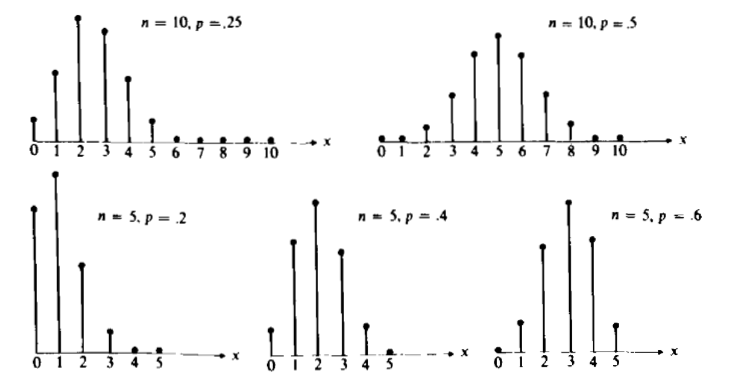 n = 10, p = .25
0 1 2 3 4 5 6 7 8 9 10 x
n = 10, p = .5
0 1 2 3 4 5 6 7 8 9 10 x
n = 5, p = .2
0 1 2 3 4 5 x
n = 5, p = .4
0 1 2 3 4 5 x
n = 5, p = .6
0 1 2 3 4 5 x